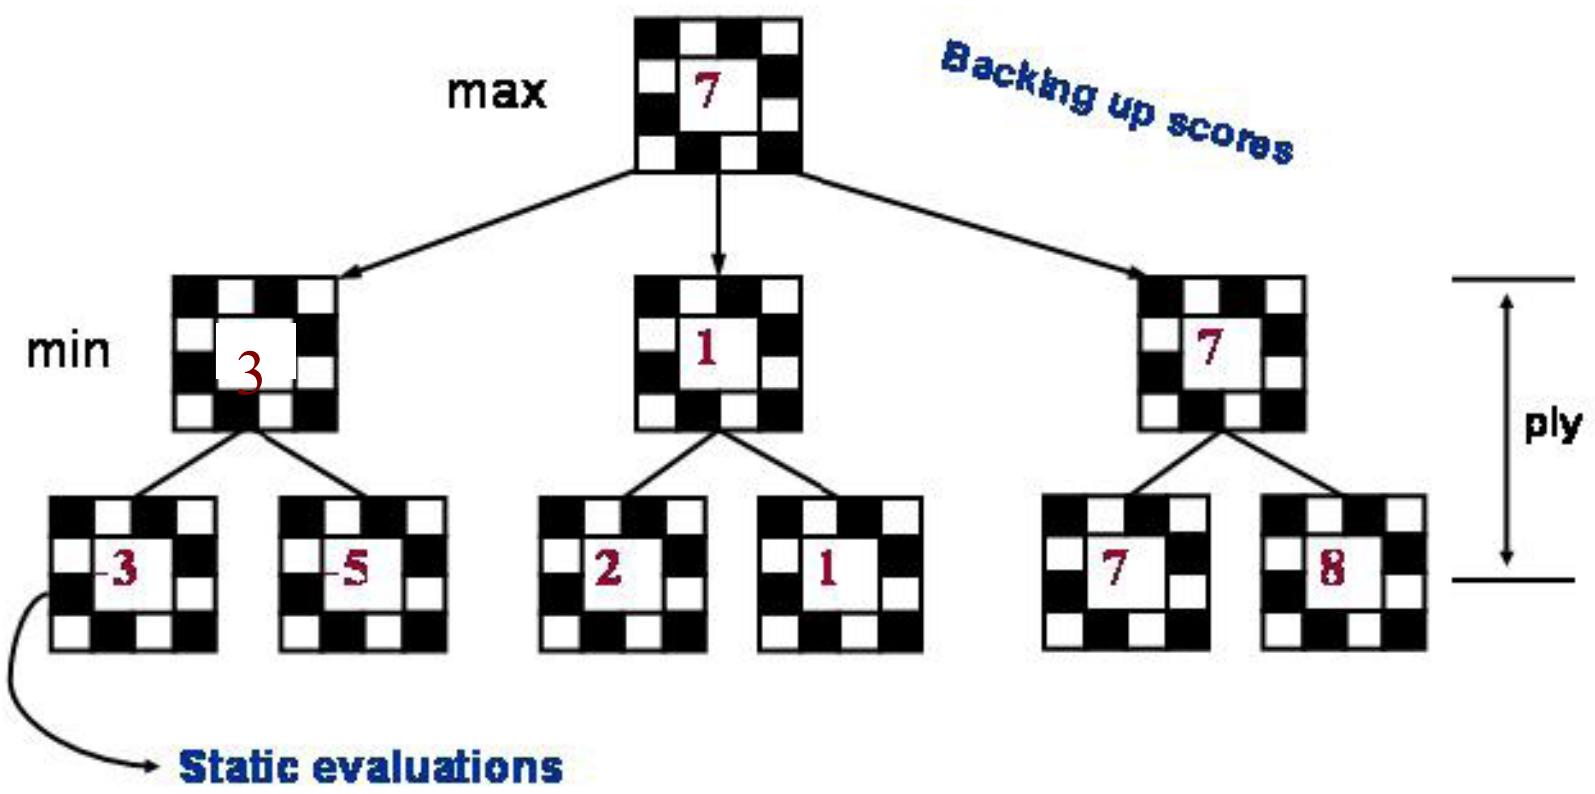 max
7
Backing up scores
min
3
1
7
ply
-3
-5
2
1
7
8
Static evaluations